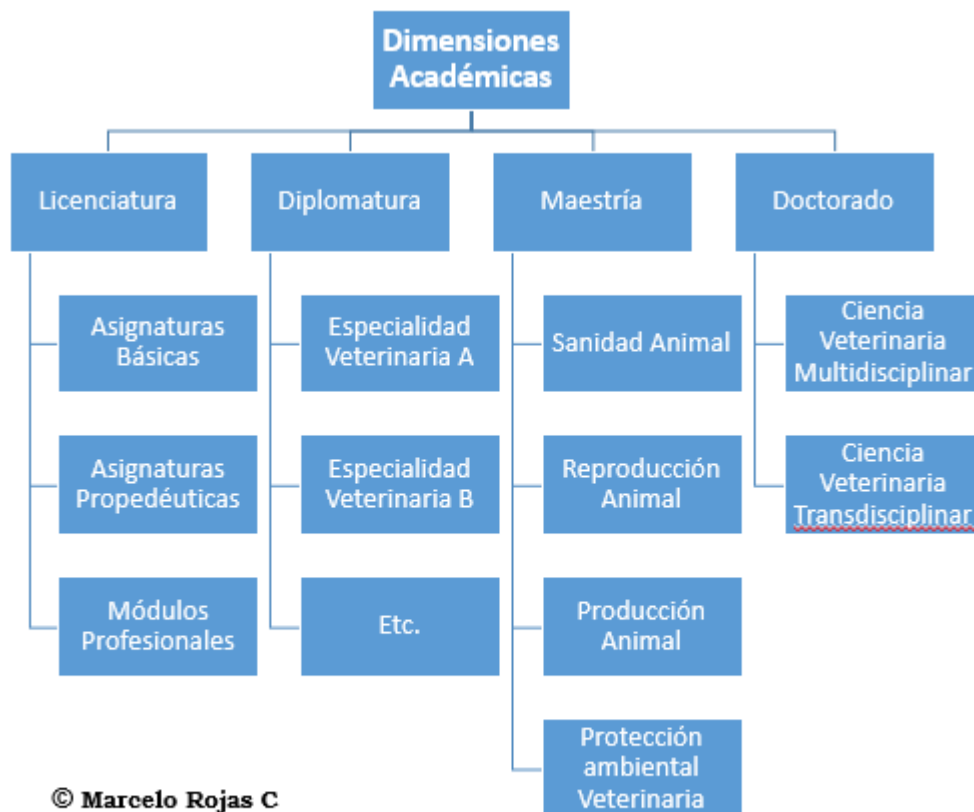 Dimensiones
Académicas
Licenciatura
Diplomatura
Maestría
Doctorado
Asignaturas
Básicas
Asignaturas
Propedéuticas
Módulos
Profesionales
Especialidad
Veterinaria A
Especialidad
Veterinaria B
Etc.
Sanidad Animal
Reproducción
Animal
Producción
Animal
Protección
ambiental
Veterinaria
Ciencia
Veterinaria
Multidisciplinar
Ciencia
Veterinaria
Transdisciplinar
© Marcelo Rojas C